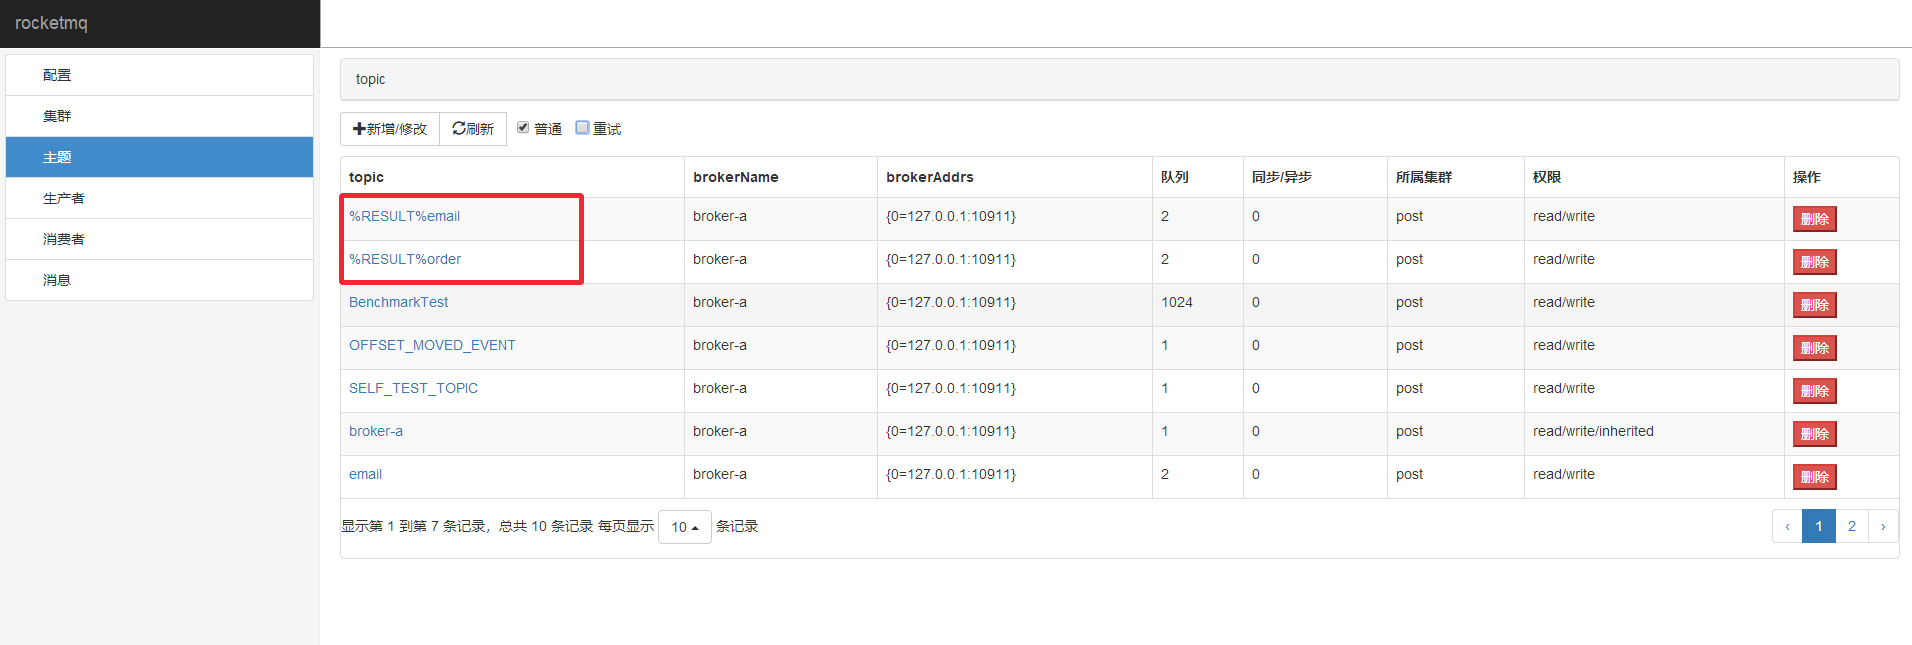 rocketmq
配置
集群
主题
生产者
消费者
消息
topic
新增/修改 刷新 普通 重试
topic brokerName brokerAddrs 队列 同步/异步 所属集群 权限 操作
%RESULT%email broker-a {0=127.0.0.1:10911} 2 0 post read/write 删除
%RESULT%order broker-a {0=127.0.0.1:10911} 2 0 post read/write 删除
BenchmarkTest broker-a {0=127.0.0.1:10911} 1024 0 post read/write 删除
OFFSET_MOVED_EVENT broker-a {0=127.0.0.1:10911} 1 0 post read/write 删除
SELF_TEST_TOPIC broker-a {0=127.0.0.1:10911} 1 0 post read/write 删除
broker-a broker-a {0=127.0.0.1:10911} 1 0 post read/write/inherited 删除
email broker-a {0=127.0.0.1:10911} 2 0 post read/write 删除
显示第 1 到第 7 条记录，总共 10 条记录 每页显示 10 条记录 ‹ 1 2 ›